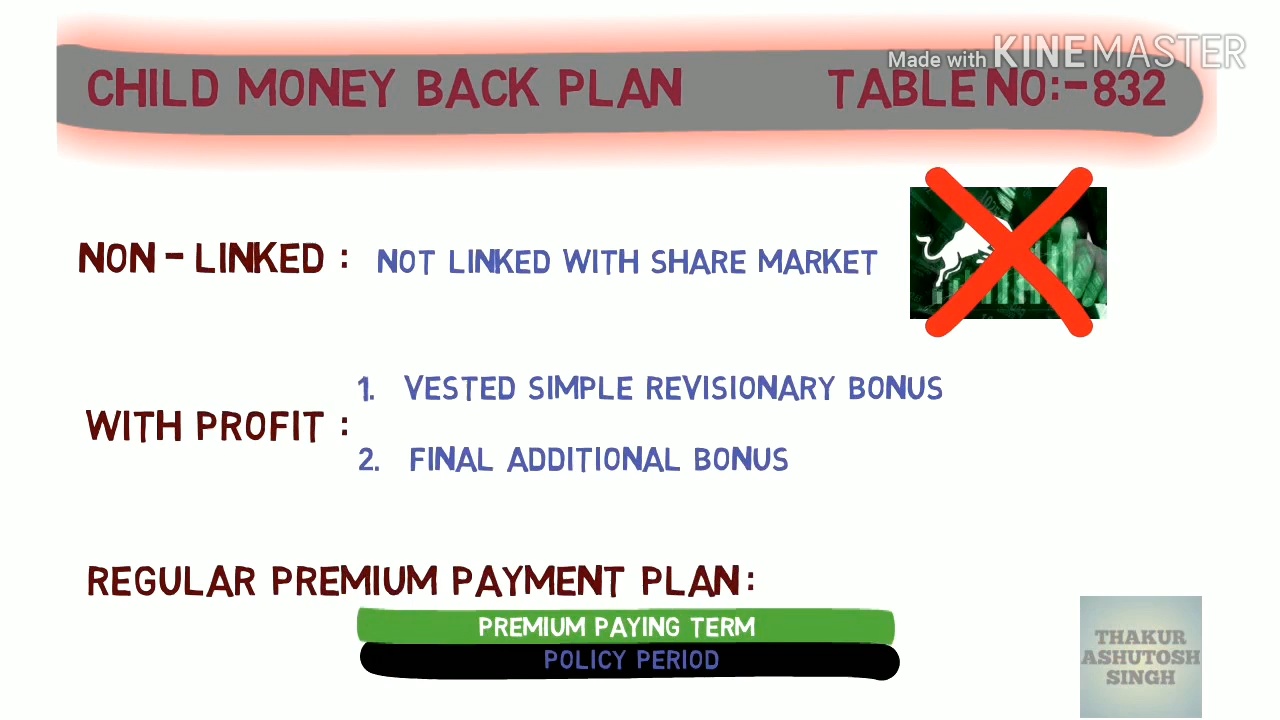 Made with KINEMASTER
CHILD MONEY BACK PLAN TABLE NO:-832
NON - LINKED : NOT LINKED WITH SHARE MARKET
1. VESTED SIMPLE REVISIONARY BONUS
WITH PROFIT :
2. FINAL ADDITIONAL BONUS
REGULAR PREMIUM PAYMENT PLAN:
PREMIUM PAYING TERM
POLICY PERIOD
THAKUR
ASHUTOSH
SINGH